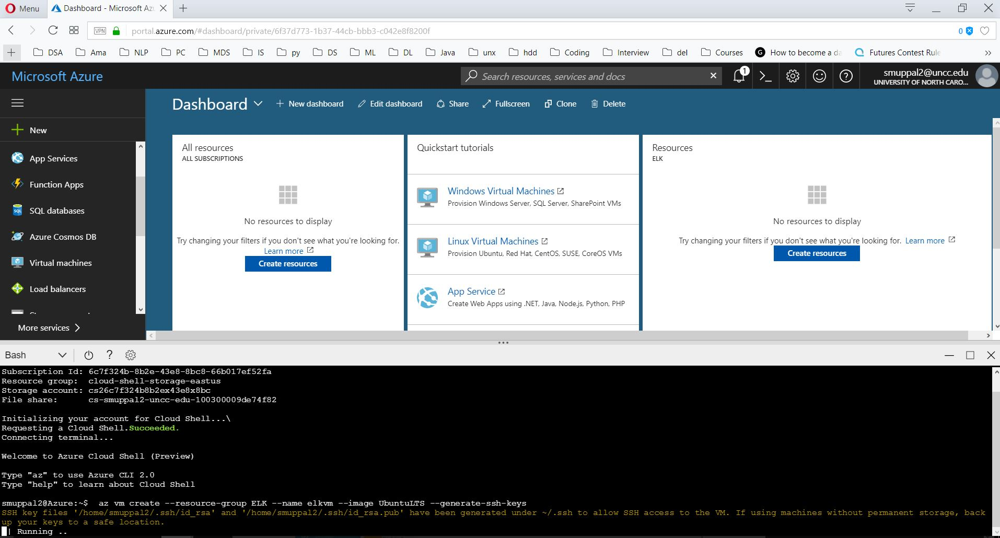 Menu
Dashboard - Microsoft Az
VPN
portal.azure.com/#dashboard/private/6f37d773-1b37-44cb-bbb3-c042e8f8200f
0
DSA Ama NLP PC MDS IS py DS ML DL Java unx hdd Coding Interview del Courses How to become a da Futures Contest Rule
Microsoft Azure
Search resources, services and docs
1
smuppal2@uncc.edu
UNIVERSITY OF NORTH CARO...
Dashboard
New dashboard Edit dashboard Share Fullscreen Clone Delete
New
App Services
Function Apps
SQL databases
Azure Cosmos DB
Virtual machines
Load balancers
More services
All resources
ALL SUBSCRIPTIONS
No resources to display
Try changing your filters if you don't see what you're looking for.
Learn more
Create resources
Quickstart tutorials
Windows Virtual Machines
Provision Windows Server, SQL Server, SharePoint VMs
Linux Virtual Machines
Provision Ubuntu, Red Hat, CentOS, SUSE, CoreOS VMs
App Service
Create Web Apps using .NET, Java, Node.js, Python, PHP
Resources
ELK
No resources to display
Try changing your filters if you don't see what you're looking for. Learn more
Create resources
Bash
Subscription Id: 6c7f324b-8b2e-43e8-8bc8-66b017ef52fa
Resource group: cloud-shell-storage-eastus
Storage account: cs26c7f324b8b2ex43e8x8bc
File share: cs-smuppal2-uncc-edu-100300009de74f82
Initializing your account for Cloud Shell...\
Requesting a Cloud Shell.Succeeded.
Connecting terminal...
Welcome to Azure Cloud Shell (Preview)
Type "az" to use Azure CLI 2.0
Type "help" to learn about Cloud Shell
smuppal2@Azure:~$ az vm create --resource-group ELK --name elkvm --image UbuntuLTS --generate-ssh-keys
SSH key files '/home/smuppal2/.ssh/id_rsa' and '/home/smuppal2/.ssh/id_rsa.pub' have been generated under ~/.ssh to allow SSH access to the VM. If using machines without permanent storage, back
up your keys to a safe location.
| Running ..